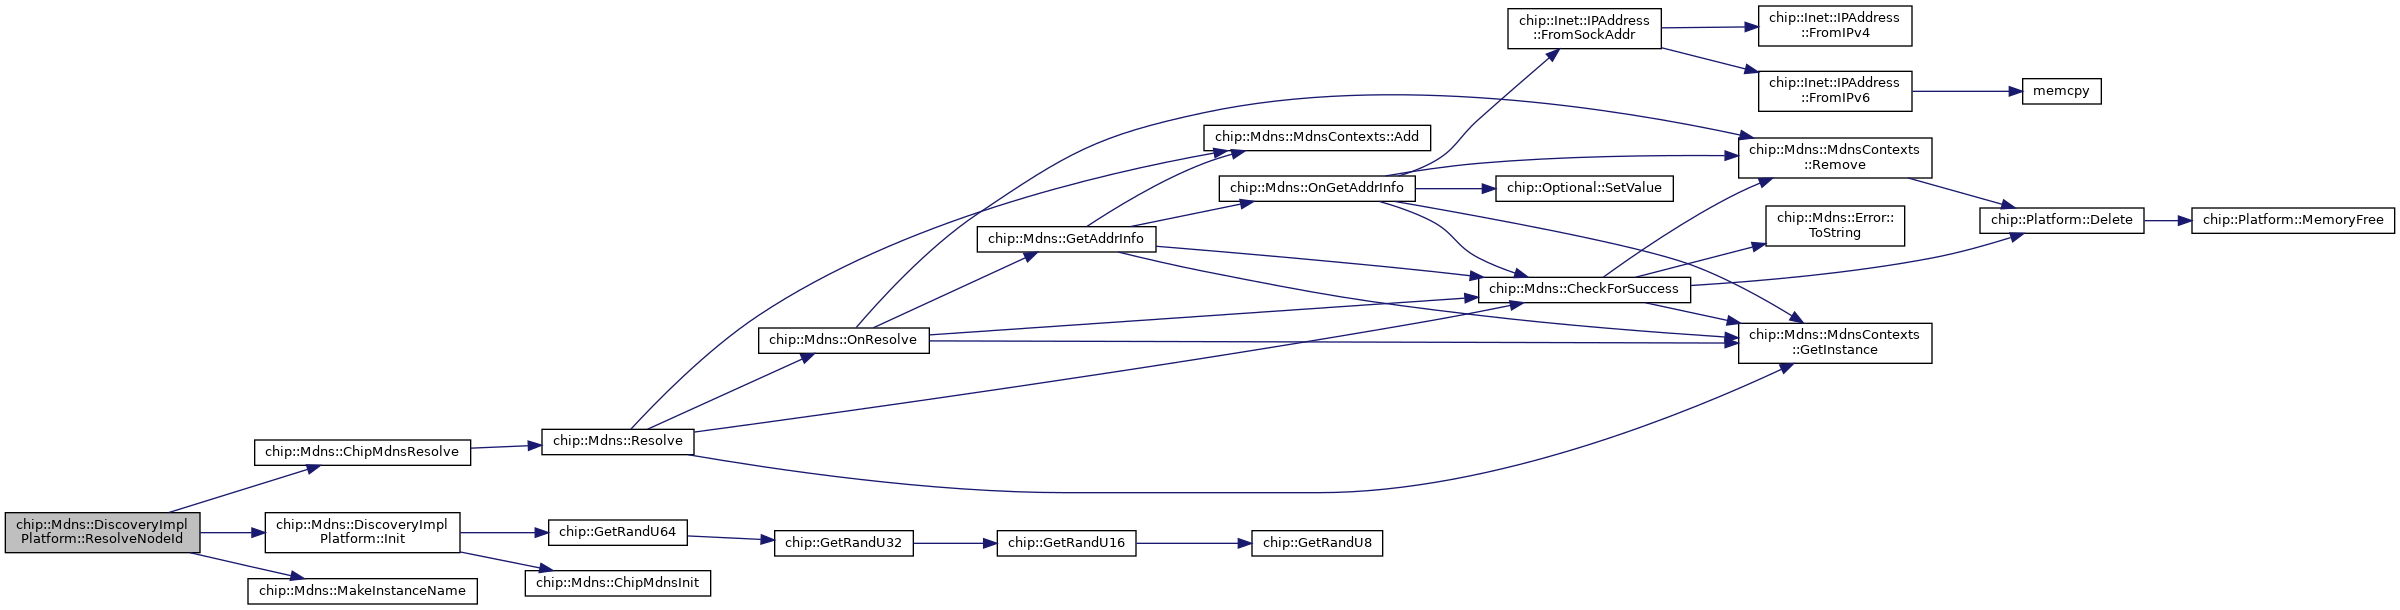 chip::Inet::IPAddress
::FromSockAddr
chip::Inet::IPAddress
::FromIPv4
chip::Inet::IPAddress
::FromIPv6
memcpy
chip::Mdns::MdnsContexts::Add
chip::Mdns::MdnsContexts
::Remove
chip::Mdns::OnGetAddrInfo
chip::Optional::SetValue
chip::Mdns::Error::
ToString
chip::Platform::Delete
chip::Platform::MemoryFree
chip::Mdns::GetAddrInfo
chip::Mdns::CheckForSuccess
chip::Mdns::OnResolve
chip::Mdns::MdnsContexts
::GetInstance
chip::Mdns::Resolve
chip::Mdns::ChipMdnsResolve
chip::Mdns::DiscoveryImpl
Platform::ResolveNodeId
chip::Mdns::DiscoveryImpl
Platform::Init
chip::GetRandU64
chip::GetRandU32
chip::GetRandU16
chip::GetRandU8
chip::Mdns::ChipMdnsInit
chip::Mdns::MakeInstanceName